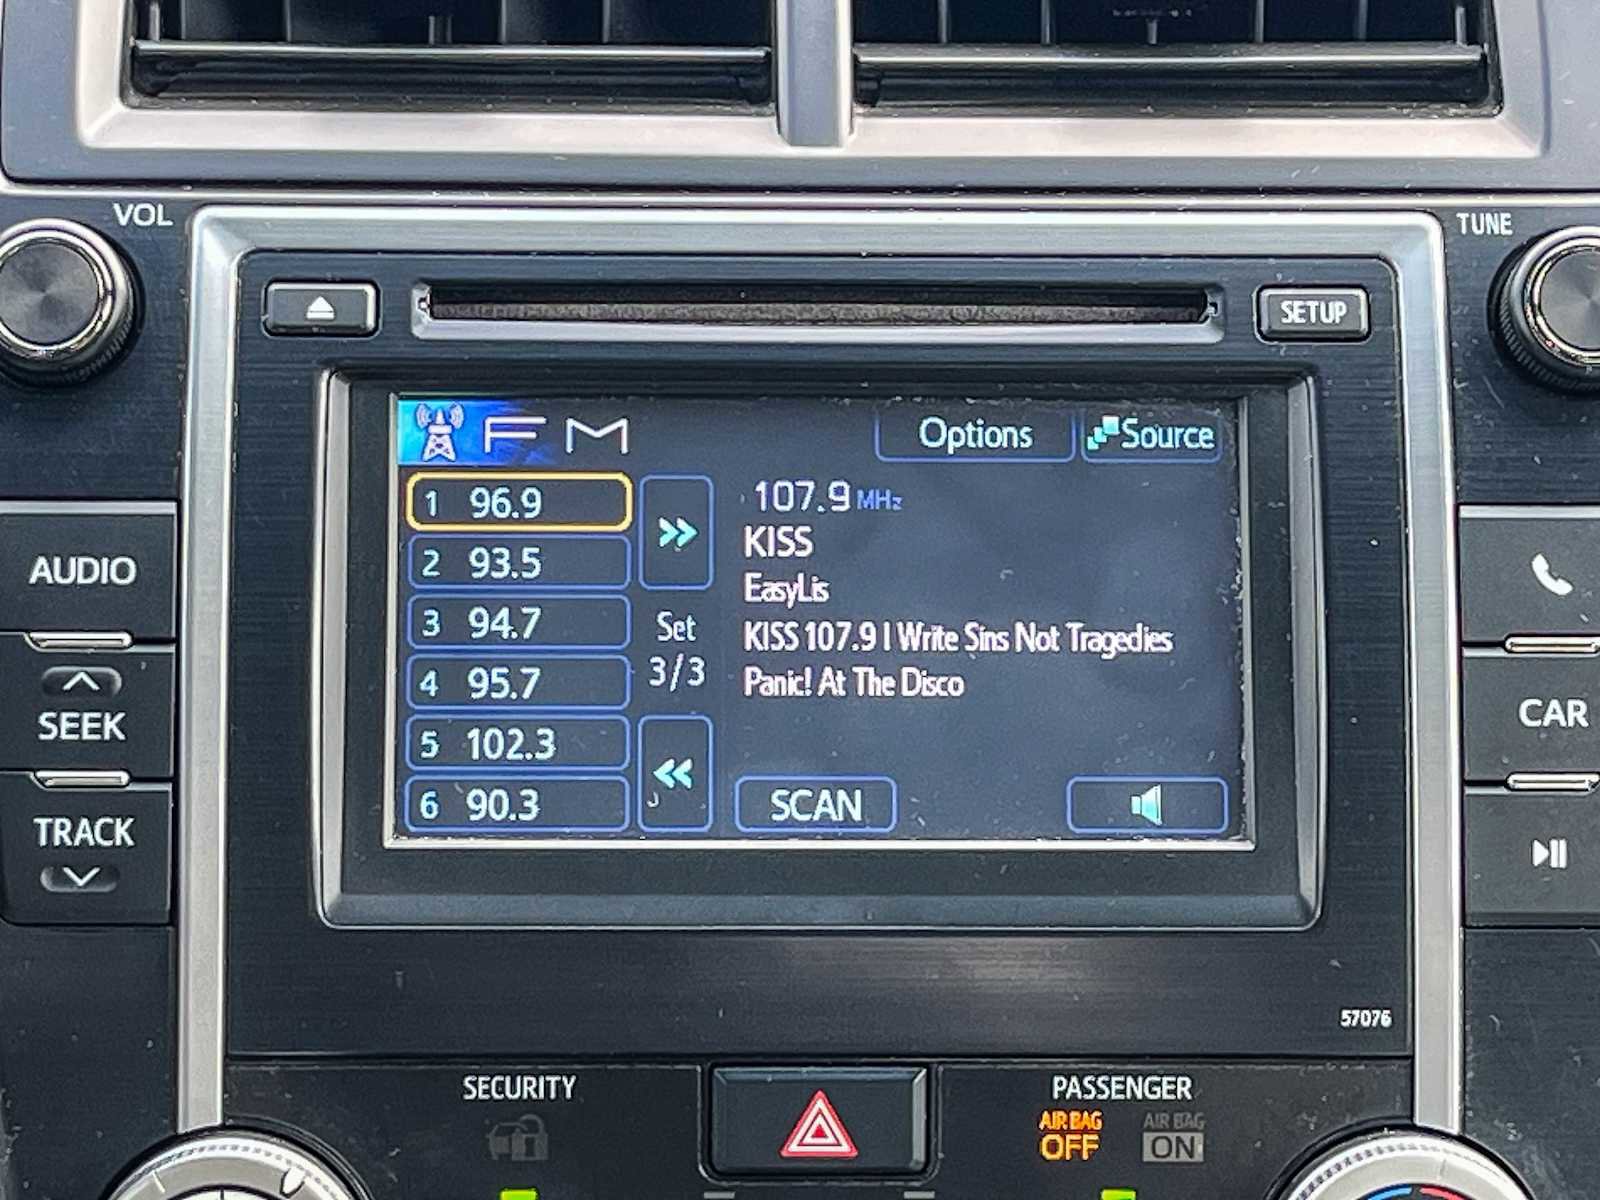 VOL
TUNE
SETUP
FM
Options
Source
1 96.9
2 93.5
3 94.7
4 95.7
5 102.3
6 90.3
Set
3/3
107.9 MHz
KISS
EasyLis
KISS 107.9 I Write Sins Not Tragedies
Panic! At The Disco
SCAN
AUDIO
SEEK
TRACK
CAR
57076
SECURITY
PASSENGER
AIR BAG
OFF
AIR BAG
ON